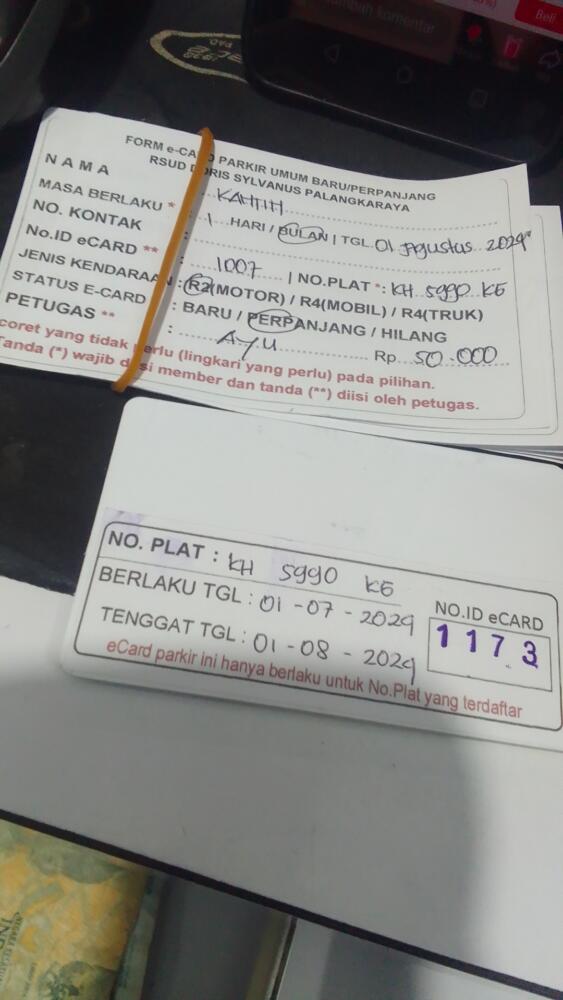 Beli
FORM e-CARD PARKIR UMUM BARU/PERPANJANG
RSUD DORIS SYLVANUS PALANGKARAYA
NAMA
MASA BERLAKU * : 1 HARI / BULAN | TGL 01 Agustus 2024
NO. KONTAK :
No.ID eCARD ** : 1007 | NO.PLAT * : KH 5990 KE
JENIS KENDARAAN : R2(MOTOR) / R4(MOBIL) / R4(TRUK)
STATUS E-CARD : BARU / PERPANJANG / HILANG
PETUGAS ** : AYU Rp 50.000
coret yang tidak perlu (lingkari yang perlu) pada pilihan.
Tanda (*) wajib diisi member dan tanda (**) diisi oleh petugas.
NO. PLAT : KH 5990 KE
BERLAKU TGL : 01-07-2024
TENGGAT TGL : 01-08-2024
NO.ID eCARD
1173
eCard parkir ini hanya berlaku untuk No.Plat yang terdaftar